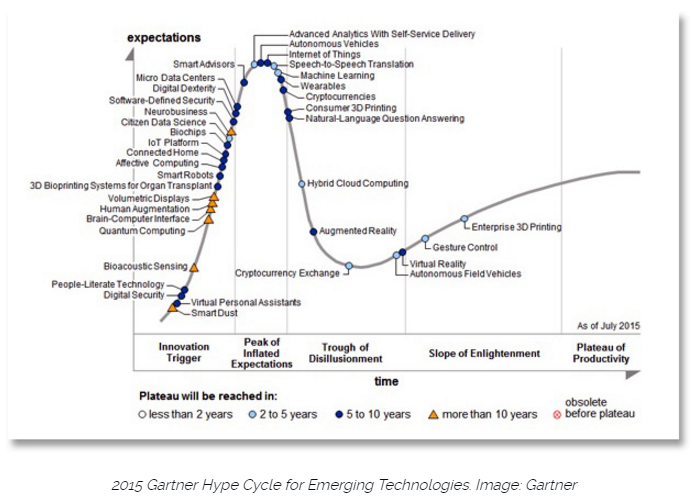 expectations
Advanced Analytics With Self-Service Delivery
Autonomous Vehicles
Internet of Things
Smart Advisors
Speech-to-Speech Translation
Machine Learning
Micro Data Centers
Wearables
Digital Dexterity
Cryptocurrencies
Software-Defined Security
Consumer 3D Printing
Neurobusiness
Natural-Language Question Answering
Citizen Data Science
Biochips
IoT Platform
Connected Home
Affective Computing
Smart Robots
Hybrid Cloud Computing
3D Bioprinting Systems for Organ Transplant
Volumetric Displays
Human Augmentation
Brain-Computer Interface
Enterprise 3D Printing
Quantum Computing
Augmented Reality
Gesture Control
Bioacoustic Sensing
Virtual Reality
Cryptocurrency Exchange
Autonomous Field Vehicles
People-Literate Technology
Digital Security
Virtual Personal Assistants
Smart Dust
As of July 2015
Innovation
Trigger
Peak of
Inflated
Expectations
Trough of
Disillusionment
Slope of Enlightenment
Plateau of
Productivity
time
Plateau will be reached in:
less than 2 years
2 to 5 years
5 to 10 years
more than 10 years
obsolete
before plateau
2015 Gartner Hype Cycle for Emerging Technologies. Image: Gartner